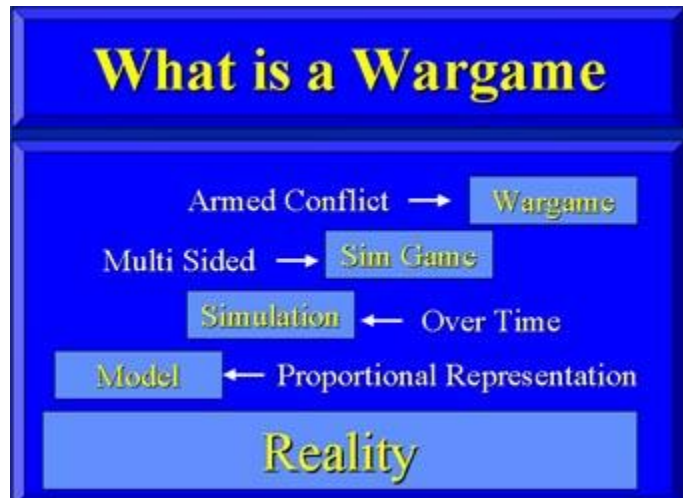 What is a Wargame
Armed Conflict → Wargame
Multi Sided → Sim Game
Simulation ← Over Time
Model ← Proportional Representation
Reality